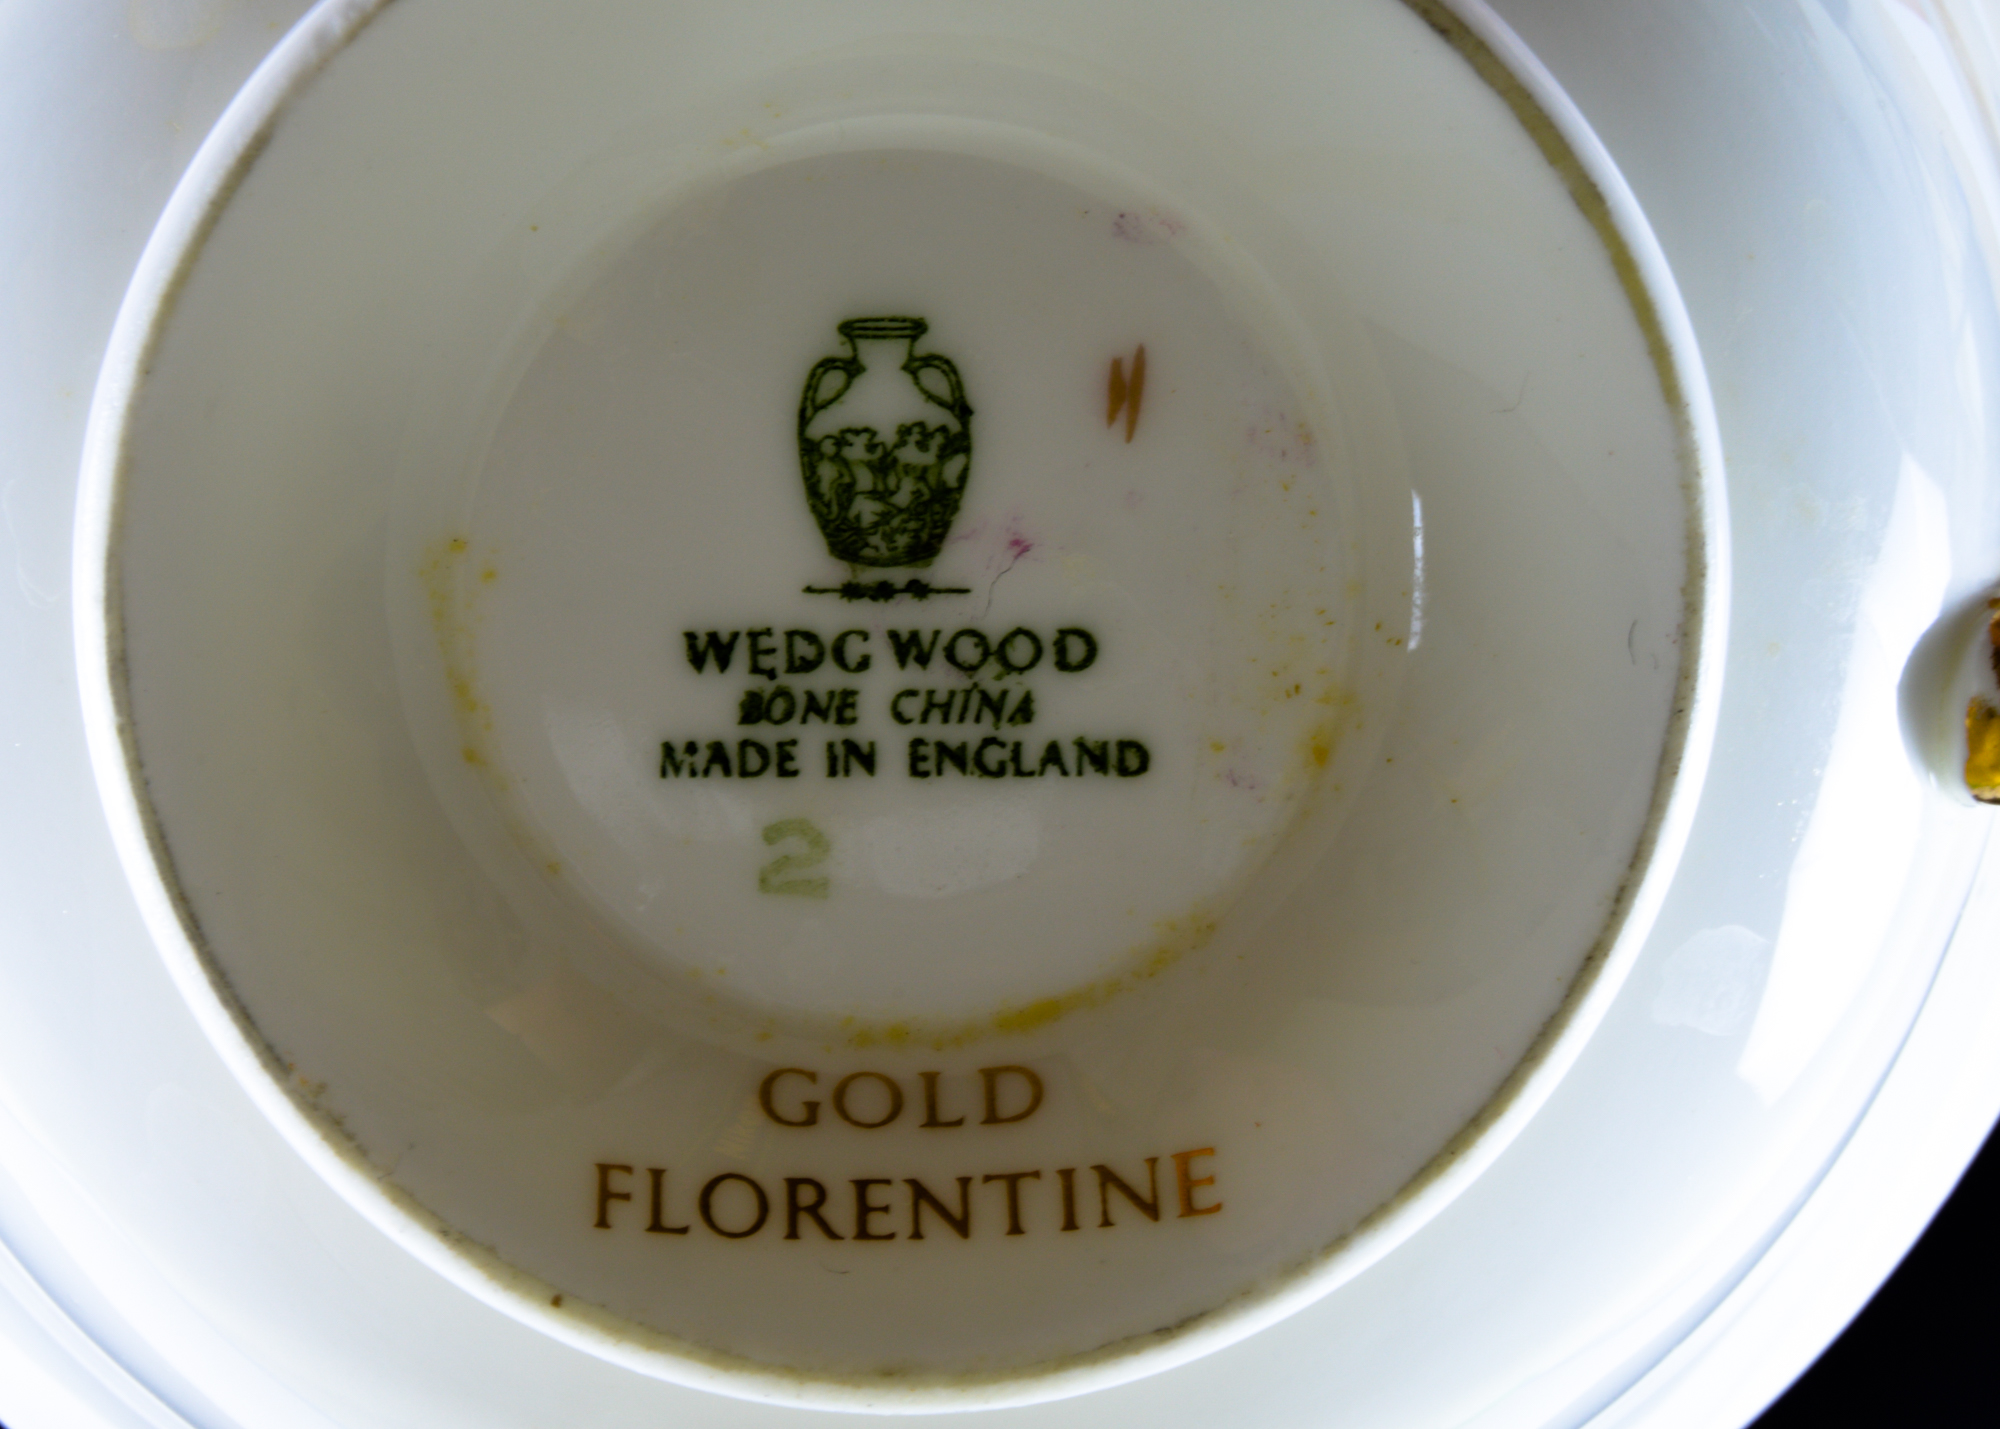 WEDGWOOD
BONE CHINA
MADE IN ENGLAND
2
GOLD
FLORENTINE